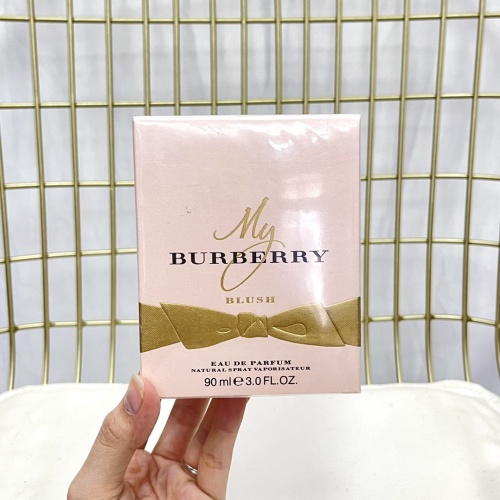 My
BURBERRY
BLUSH
EAU DE PARFUM
NATURAL SPRAY VAPORISATEUR
90 ml ℮ 3.0 FL.OZ.